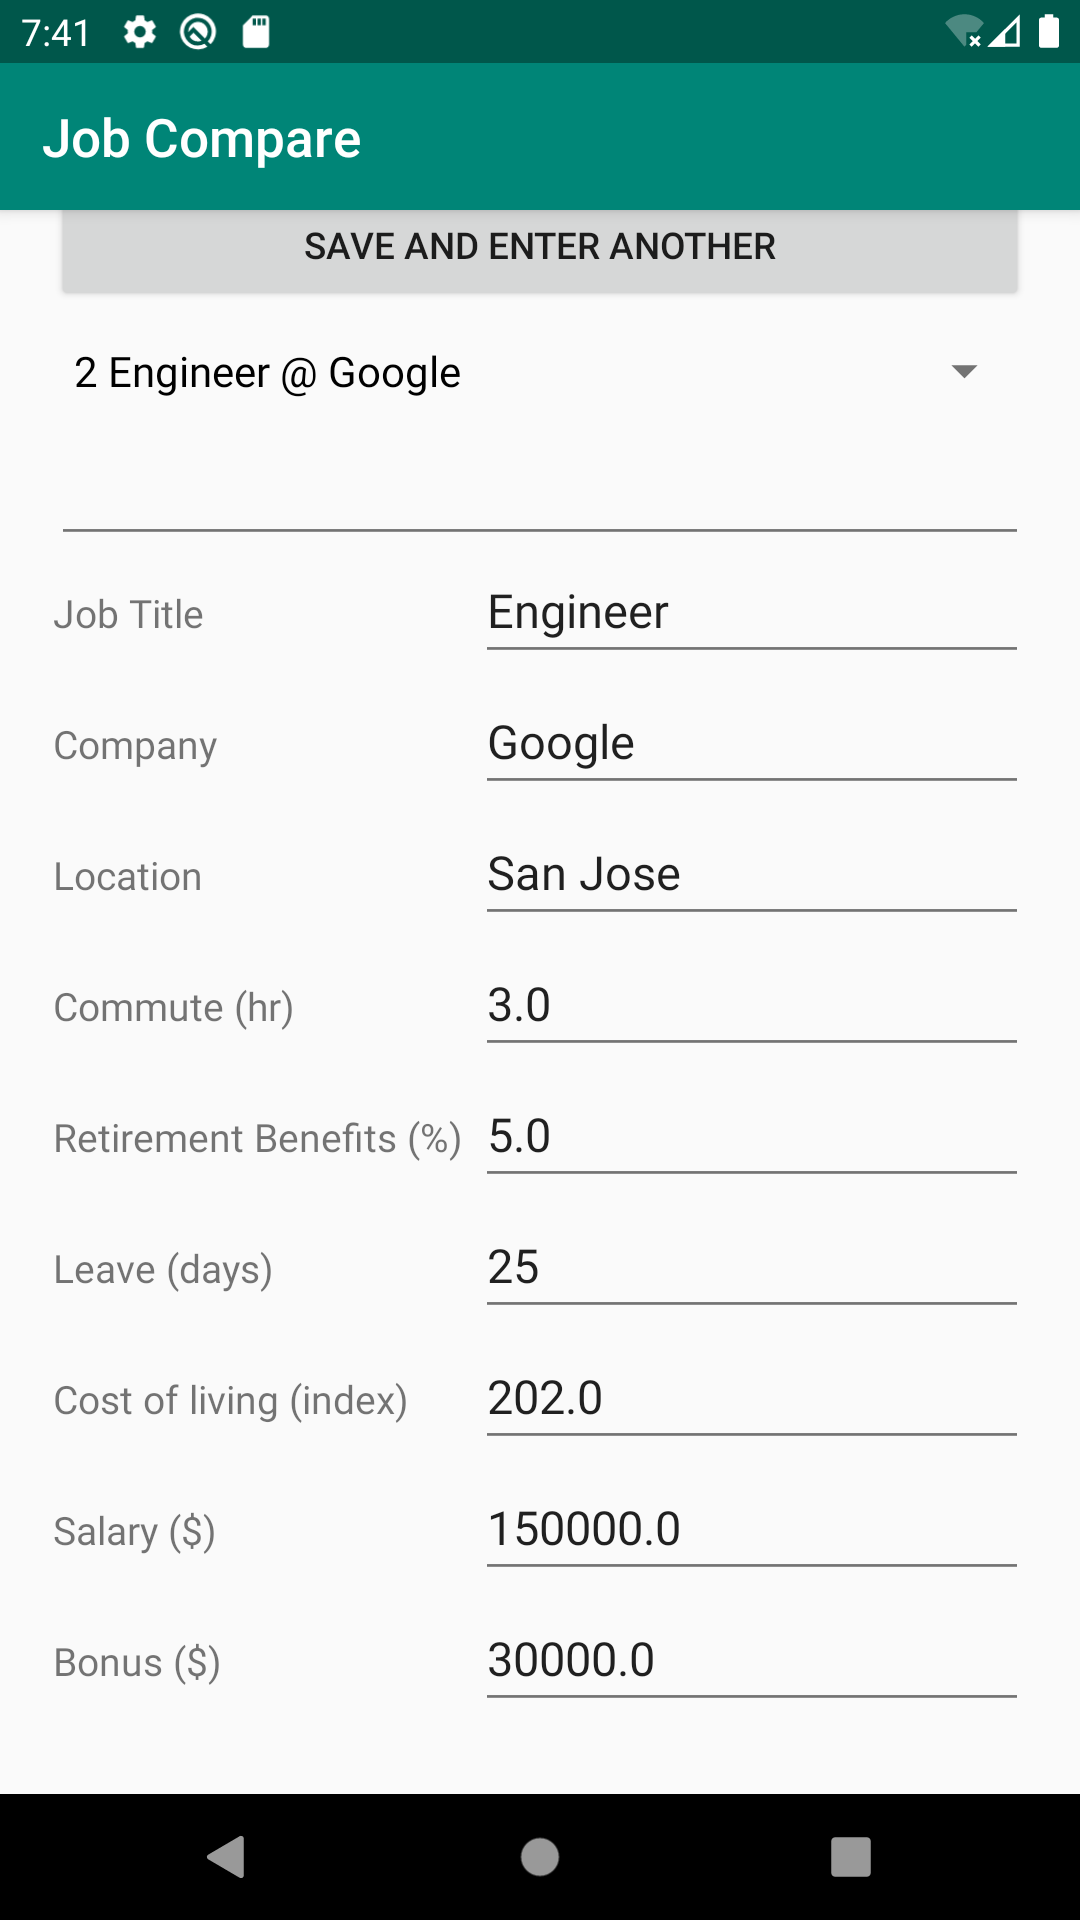 7:41
Job Compare
SAVE AND ENTER ANOTHER
2 Engineer @ Google
Job Title Engineer
Company Google
Location San Jose
Commute (hr) 3.0
Retirement Benefits (%) 5.0
Leave (days) 25
Cost of living (index) 202.0
Salary ($) 150000.0
Bonus ($) 30000.0